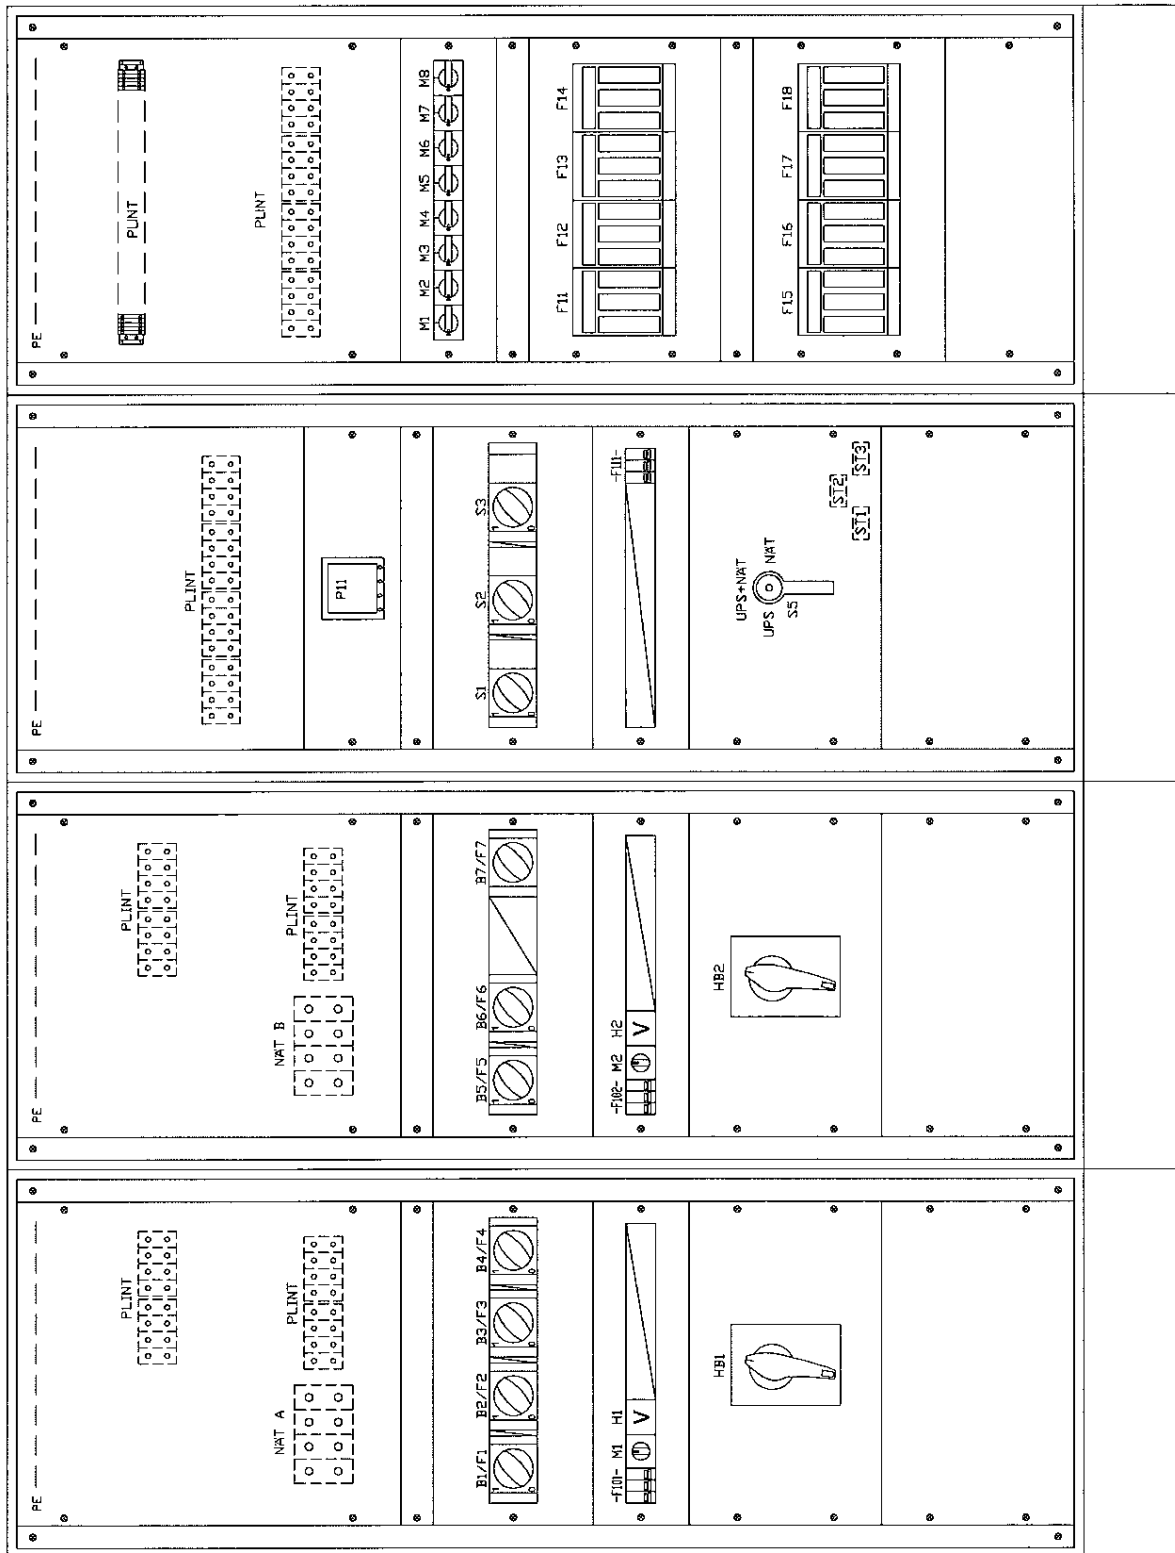 PE
PLINT
PLINT
M1 M2 M3 M4 M5 M6 M7 M8
F11 F12 F13 F14
F15 F16 F17 F18
PE
PLINT
P11
S1 S2 S3
-F111-
UPS+NÄT
UPS NÄT
S5
ST1 ST2 ST3
PE
PLINT
NÄT B PLINT
B5/F5 B6/F6 B7/F7
-F102- M2 H2
V
HB2
PE
PLINT
NÄT A PLINT
B1/F1 B2/F2 B3/F3 B4/F4
-F101- M1 H1
V
HB1